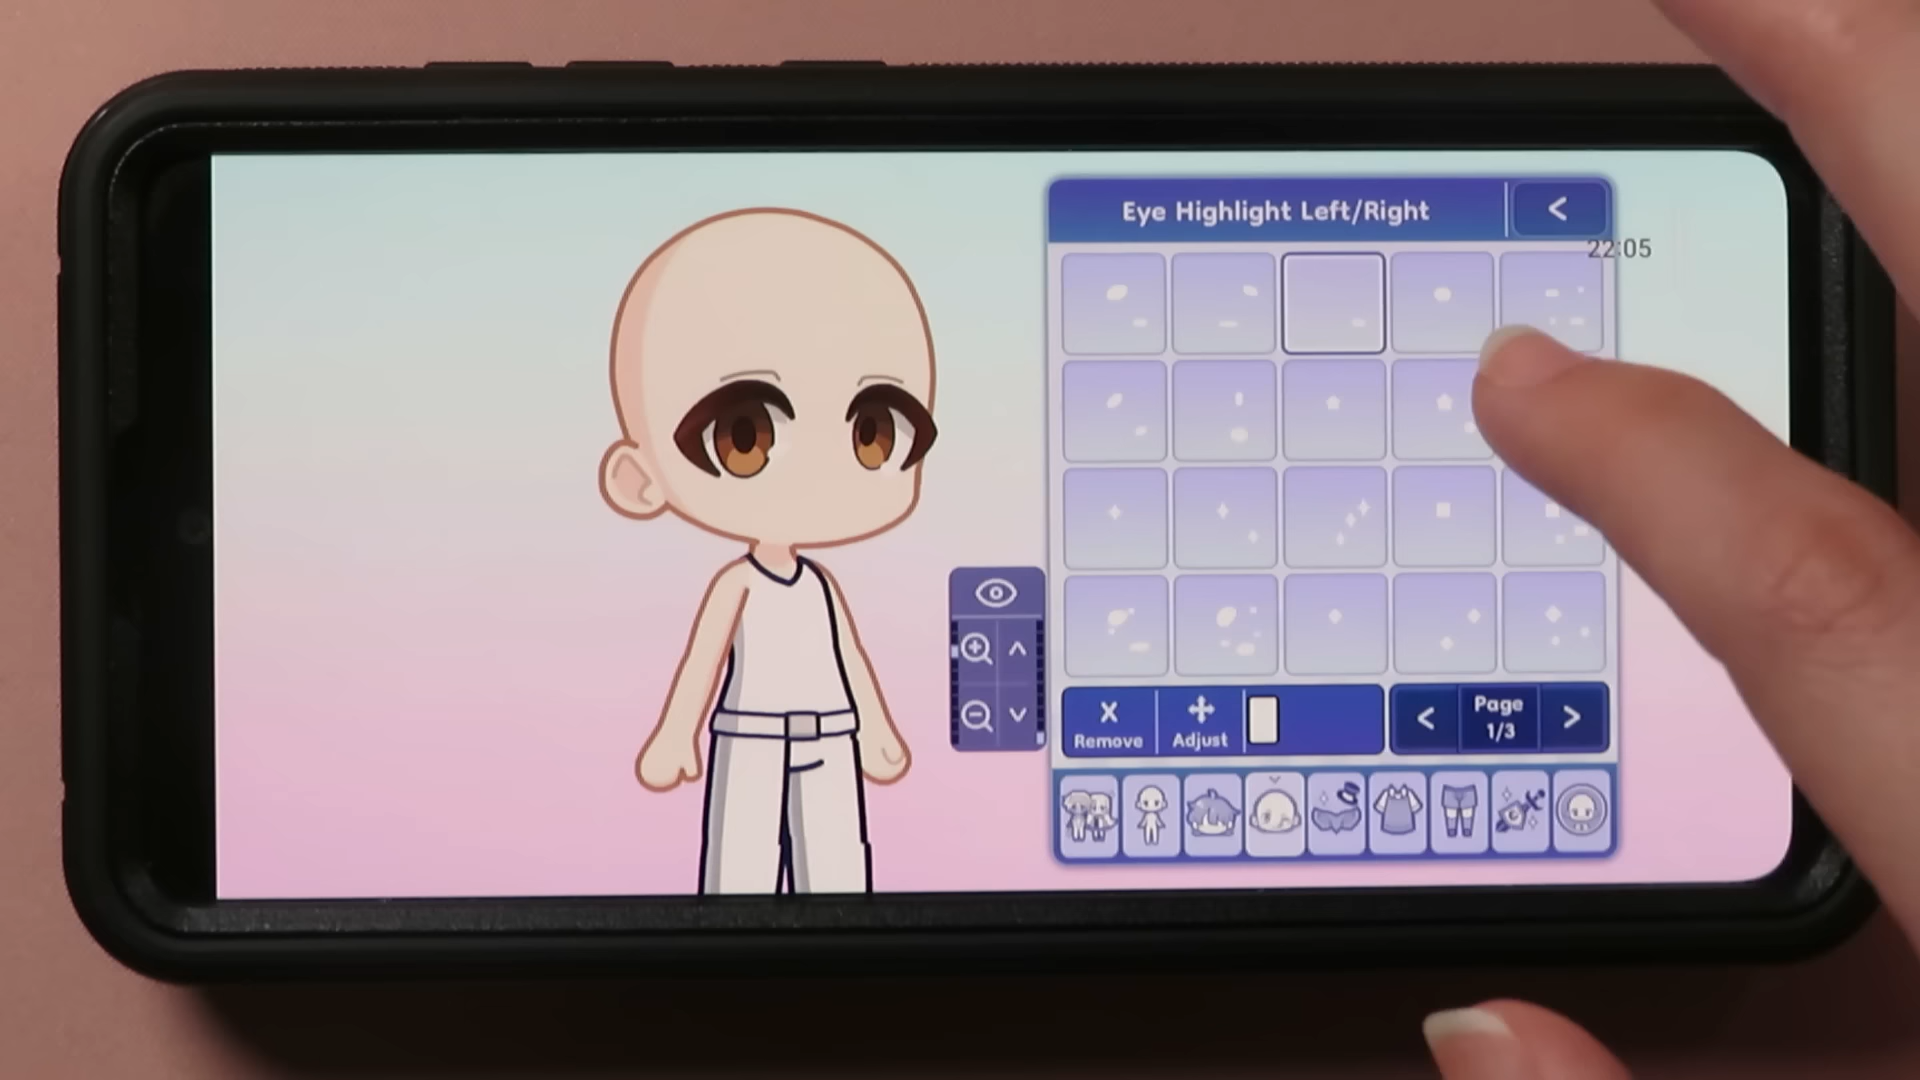 Eye Highlight Left/Right
<
22:05
X
Remove
Adjust
<
Page
1/3
>